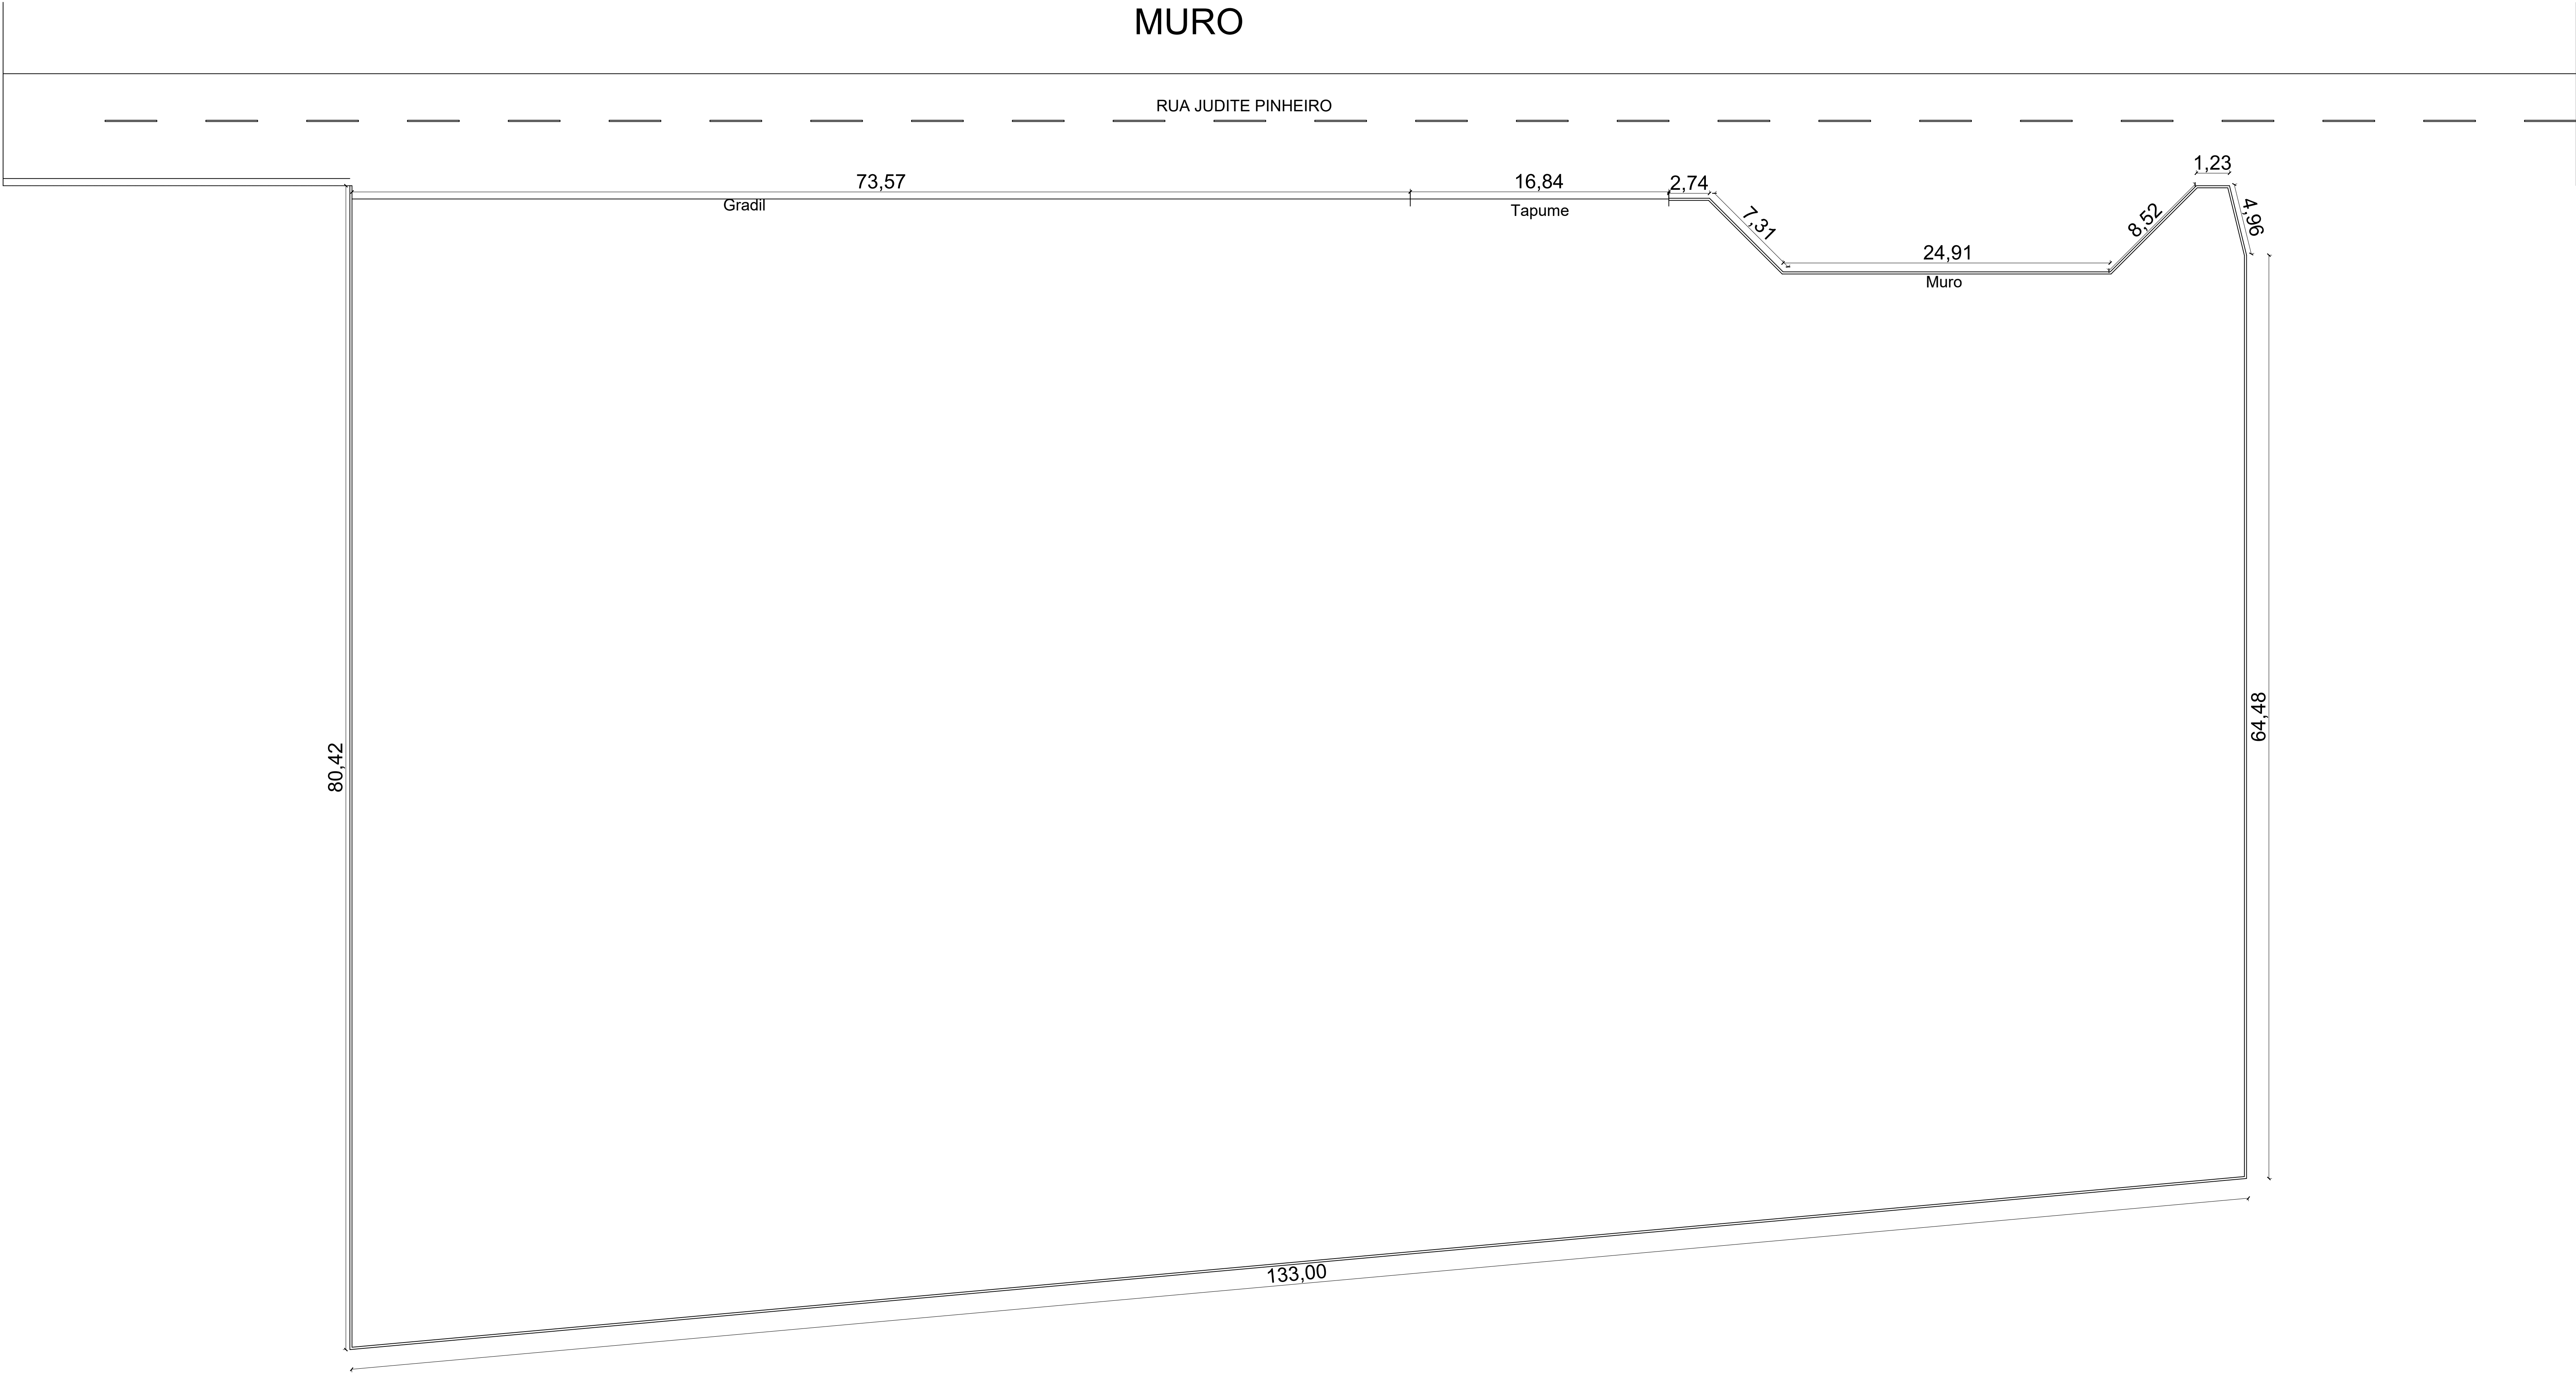 MURO
RUA JUDITE PINHEIRO
1,23
73,57
16,84
2,74
Gradil
Tapume
7,31
8,52
4,96
24,91
Muro
64,48
80,42
133,00